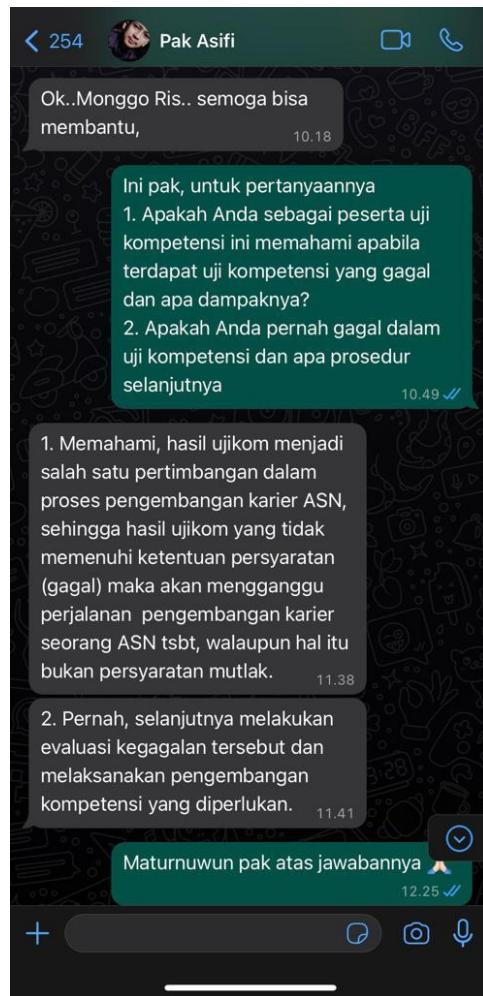 254 Pak Asifi
Ok..Monggo Ris.. semoga bisa
membantu,
10.18
Ini pak, untuk pertanyaannya
1. Apakah Anda sebagai peserta uji
kompetensi ini memahami apabila
terdapat uji kompetensi yang gagal
dan apa dampaknya?
2. Apakah Anda pernah gagal dalam
uji kompetensi dan apa prosedur
selanjutnya
10.49
1. Memahami, hasil ujikom menjadi
salah satu pertimbangan dalam
proses pengembangan karier ASN,
sehingga hasil ujikom yang tidak
memenuhi ketentuan persyaratan
(gagal) maka akan mengganggu
perjalanan pengembangan karier
seorang ASN tsbt, walaupun hal itu
bukan persyaratan mutlak.
11.38
2. Pernah, selanjutnya melakukan
evaluasi kegagalan tersebut dan
melaksanakan pengembangan
kompetensi yang diperlukan.
11.41
Maturnuwun pak atas jawabannya 🙏🏻
12.25